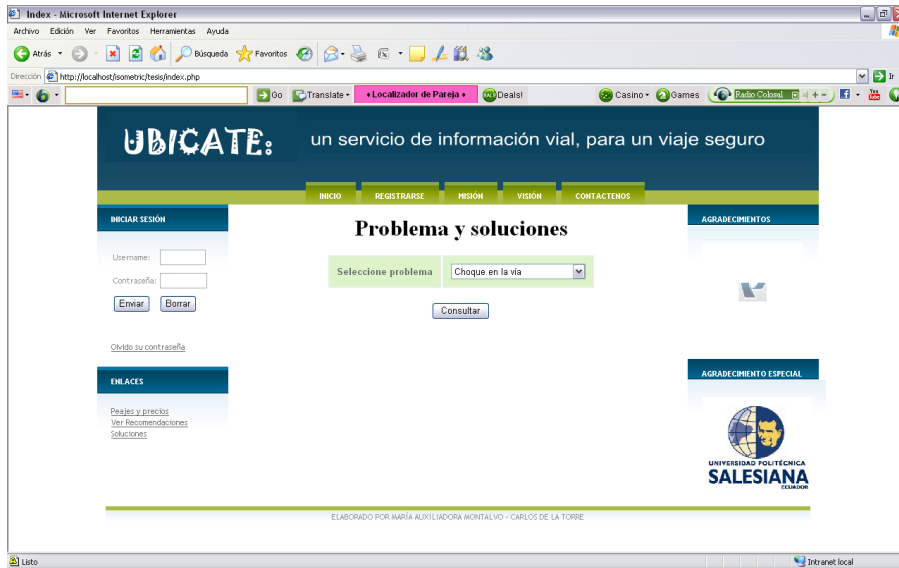 Index - Microsoft Internet Explorer
Archivo Edición Ver Favoritos Herramientas Ayuda
Atrás Búsqueda Favoritos
Dirección http://localhost/isometric/tesis/index.php Ir
Go Translate Localizador de Pareja Deals! Casino Games Radio Colosal
UBICATE: un servicio de información vial, para un viaje seguro
INICIO REGISTRARSE MISIÓN VISIÓN CONTACTENOS
INICIAR SESIÓN
Username:
Contraseña:
Enviar Borrar
Olvido su contraseña
ENLACES
Peajes y precios
Ver Recomendaciones
Soluciones
Problema y soluciones
Seleccione problema Choque en la vía
Consultar
AGRADECIMIENTOS
AGRADECIMIENTO ESPECIAL
UNIVERSIDAD POLITÉCNICA
SALESIANA
ECUADOR
ELABORADO POR MARÍA AUXILIADORA MONTALVO - CARLOS DE LA TORRE
Listo Intranet local